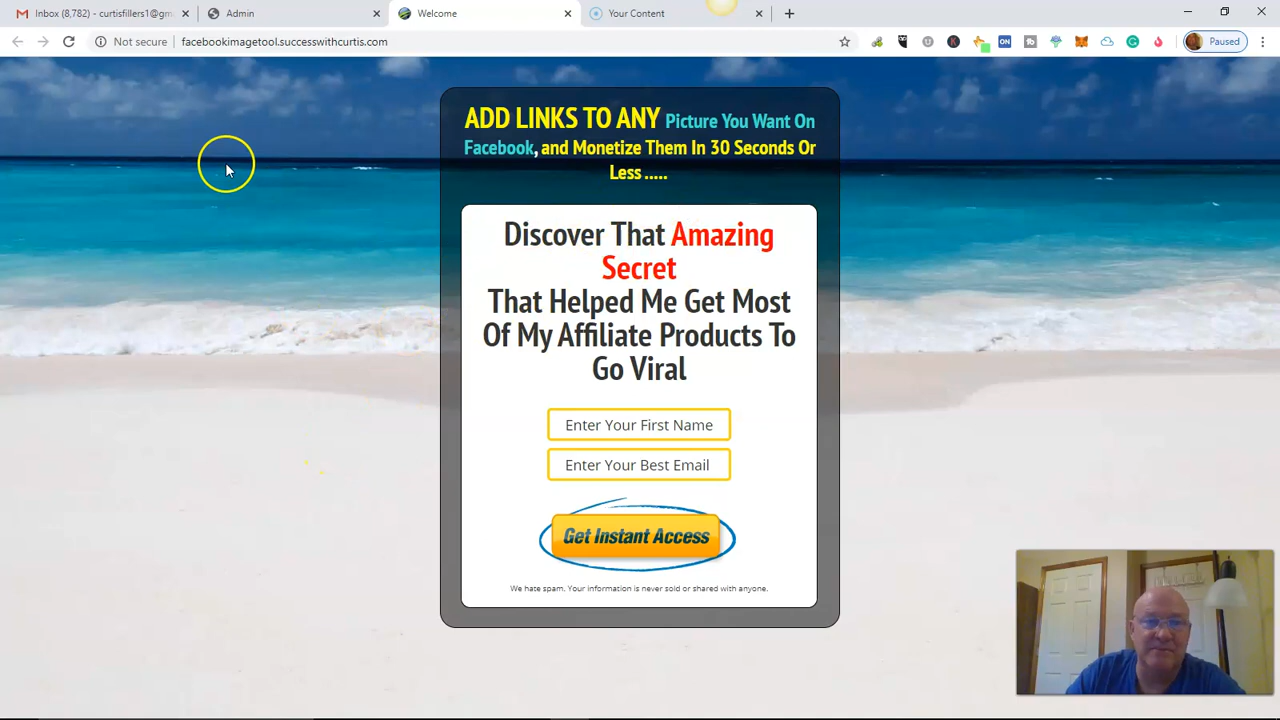 Inbox (8,782) - curtisfillers1@gm
Admin
Welcome
Your Content
Not secure
facebookimagetool.successwithcurtis.com
ON
Paused
ADD LINKS TO ANY Picture You Want On
Facebook, and Monetize Them In 30 Seconds Or
Less .....
Discover That Amazing
Secret
That Helped Me Get Most
Of My Affiliate Products To
Go Viral
Enter Your First Name
Enter Your Best Email
Get Instant Access
We hate spam. Your information is never sold or shared with anyone.